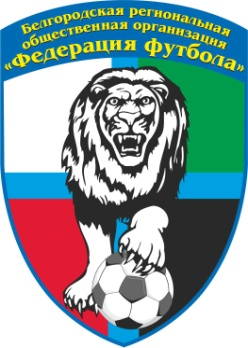 Белгородская региональная
общественная организация
«Федерация футбола»